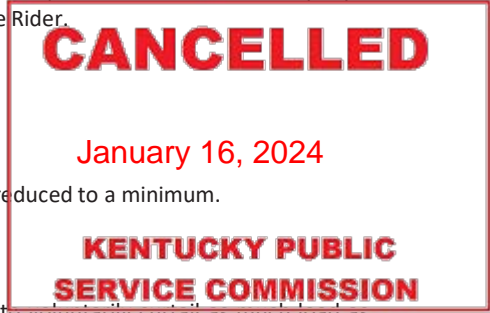 e Rider.
CANCELLED
January 16, 2024
reduced to a minimum.
KENTUCKY PUBLIC
SERVICE COMMISSION